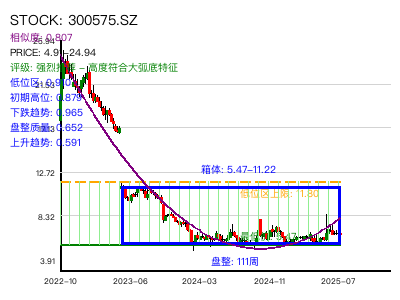 STOCK: 300575.SZ
相似度: 0.807
PRICE: 4.91-24.94
评级: 强烈推荐 - 高度符合大弧底特征
低位区: 0.9
初期高位: 0.879
下跌趋势: 0.965
盘整质量: 0.652
上升趋势: 0.591
12.72
8.32
3.91
箱体: 5.47-11.22
低位区上限: 11.80
盘整: 111周
2022-10
2023-06
2024-03
2024-11
2025-07